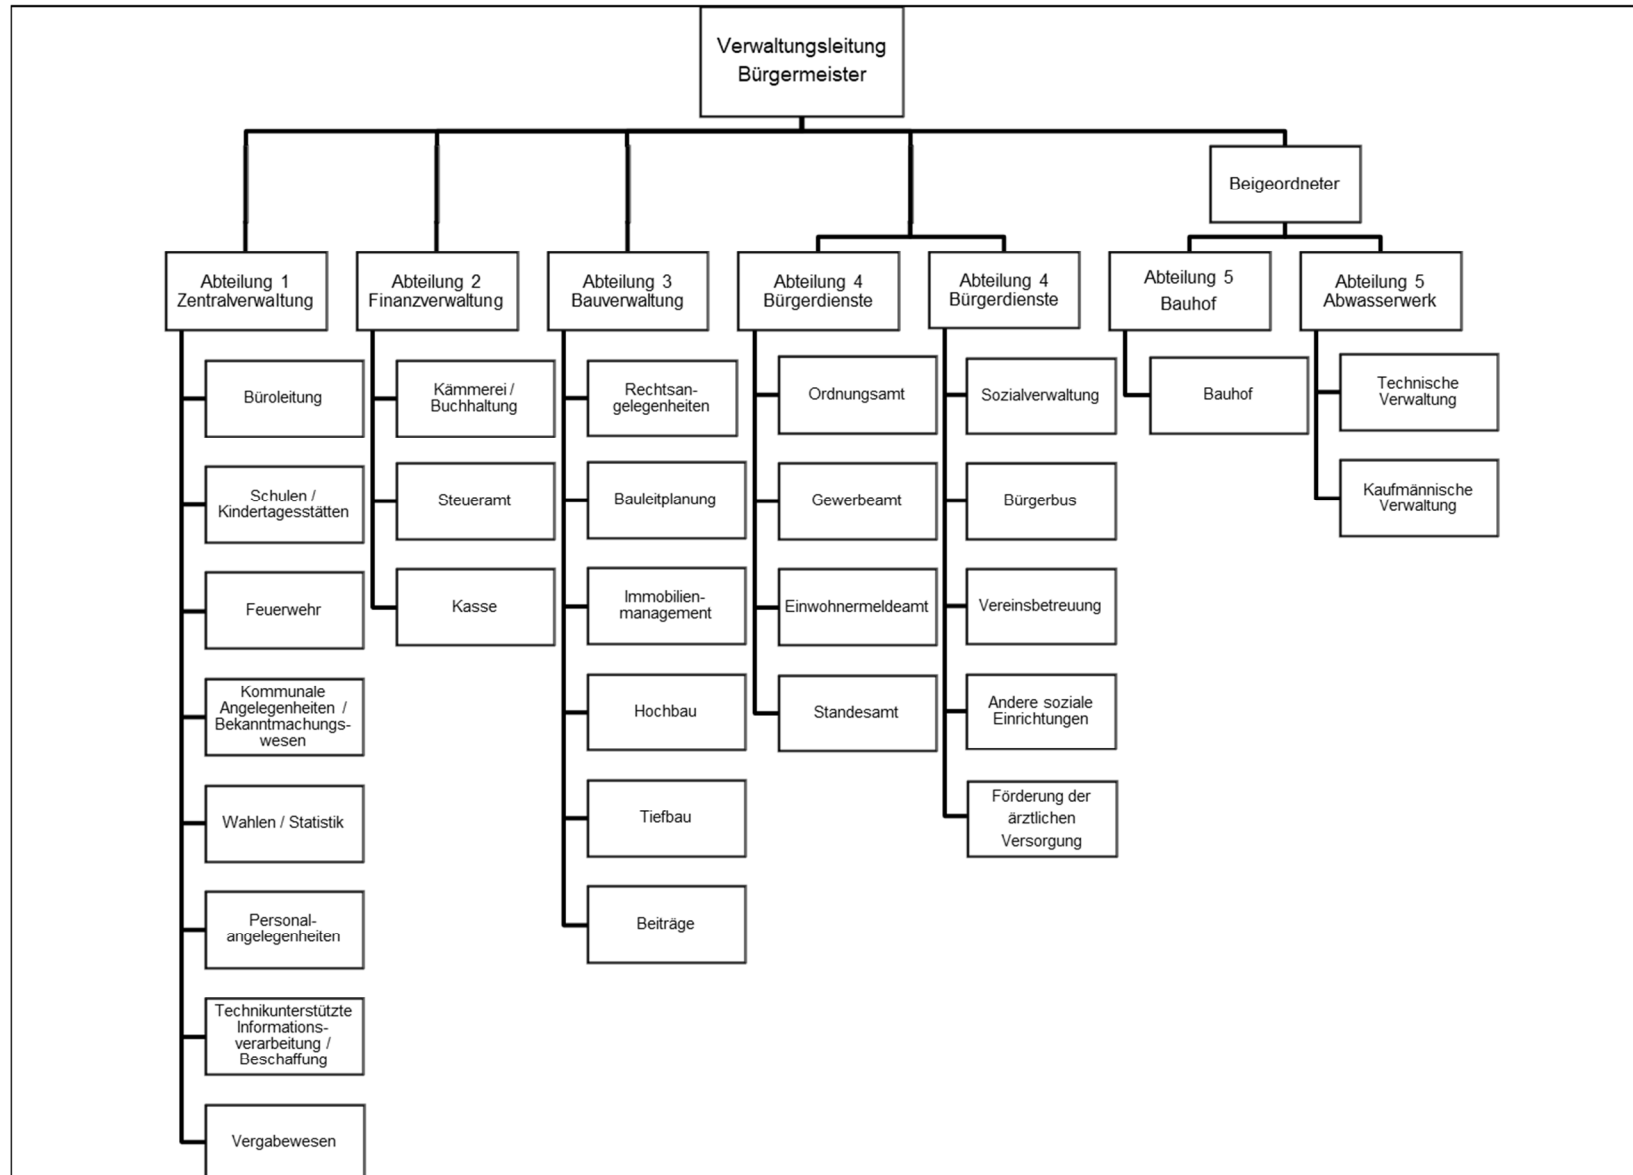 Verwaltungsleitung
Bürgermeister
Beigeordneter
Abteilung 1
Zentralverwaltung
Abteilung 2
Finanzverwaltung
Abteilung 3
Bauverwaltung
Abteilung 4
Bürgerdienste
Abteilung 4
Bürgerdienste
Abteilung 5
Bauhof
Abteilung 5
Abwasserwerk
Büroleitung
Schulen /
Kindertagesstätten
Feuerwehr
Kommunale
Angelegenheiten /
Bekanntmachungs-
wesen
Wahlen / Statistik
Personal-
angelegenheiten
Technikunterstützte
Informations-
verarbeitung /
Beschaffung
Vergabewesen
Kämmerei /
Buchhaltung
Steueramt
Kasse
Rechtsan-
gelegenheiten
Bauleitplanung
Immobilien-
management
Hochbau
Tiefbau
Beiträge
Ordnungsamt
Gewerbeamt
Einwohnermeldeamt
Standesamt
Sozialverwaltung
Bürgerbus
Vereinsbetreuung
Andere soziale
Einrichtungen
Förderung der
ärztlichen
Versorgung
Bauhof
Technische
Verwaltung
Kaufmännische
Verwaltung